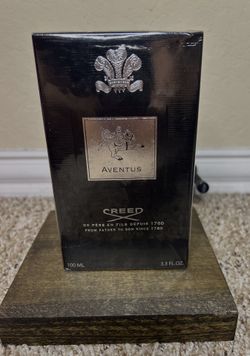 AVENTUS
CREED
DE PÈRE EN FILS DEPUIS 1760
FROM FATHER TO SON SINCE 1760
100 ML 3.3 FL.OZ.